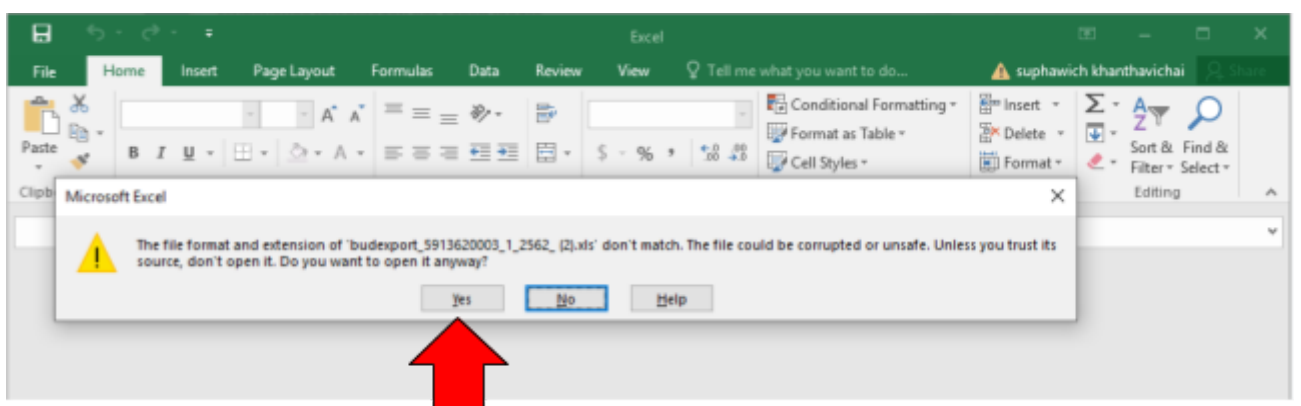 Excel
File Home Insert Page Layout Formulas Data Review View Tell me what you want to do... suphawich khanthavichai Share
Conditional Formatting Insert
Format as Table Delete
Paste B I U A $ % , Cell Styles Format Sort & Find &
Filter Select
Clipb Editing
Microsoft Excel
The file format and extension of 'budexport_5913620003_1_2562_ (2).xls' don't match. The file could be corrupted or unsafe. Unless you trust its
source, don't open it. Do you want to open it anyway?
Yes No Help